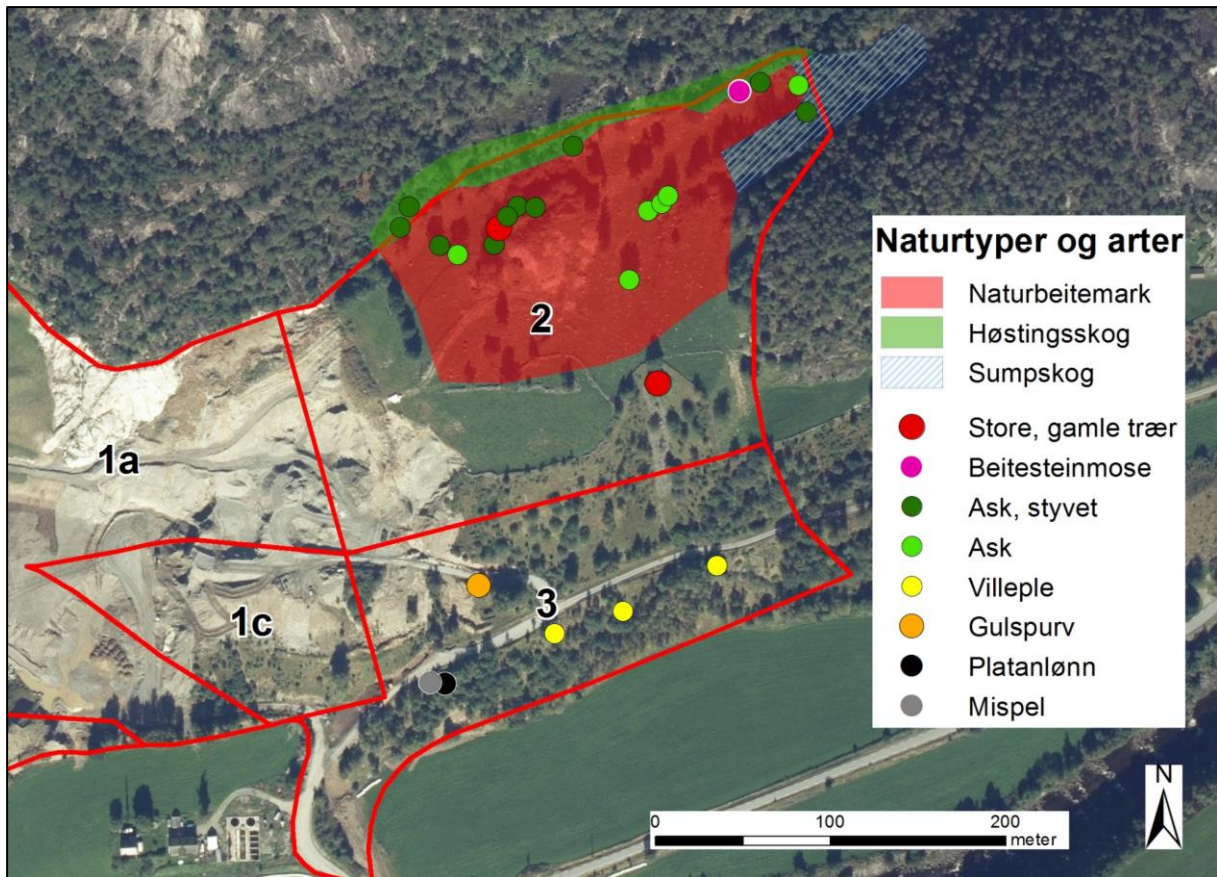 2
1a
1c
3
Naturtyper og arter
Naturbeitemark
Høstingsskog
Sumpskog
Store, gamle trær
Beitesteinmose
Ask, styvet
Ask
Villeple
Gulspurv
Platanlønn
Mispel
0 100 200
meter
N